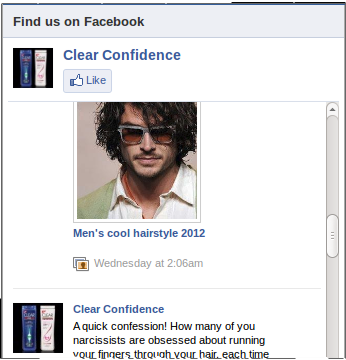 Find us on Facebook
Clear Confidence
Like
Men's cool hairstyle 2012
Wednesday at 2:06am
Clear Confidence
A quick confession! How many of you
narcissists are obsessed about running
your fingers through your hair, each time